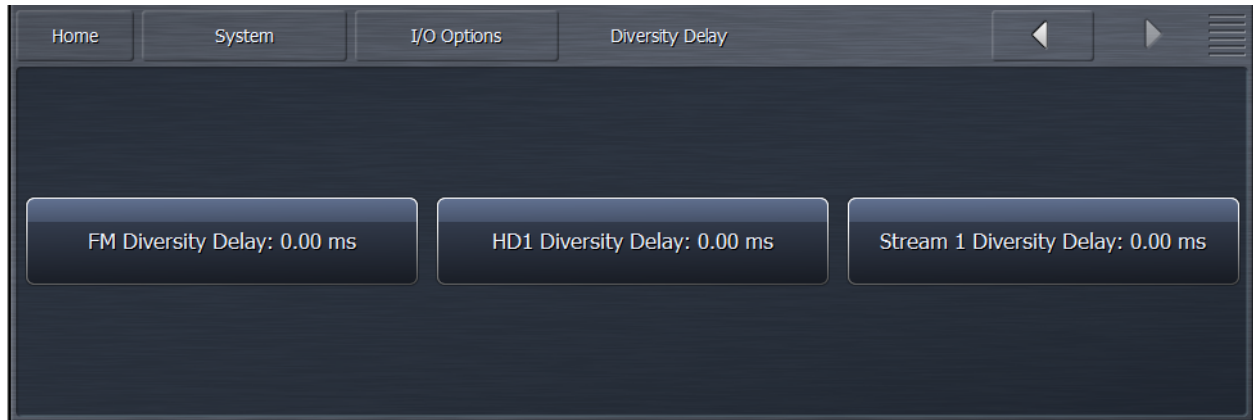 Home System I/O Options Diversity Delay
FM Diversity Delay: 0.00 ms HD1 Diversity Delay: 0.00 ms Stream 1 Diversity Delay: 0.00 ms